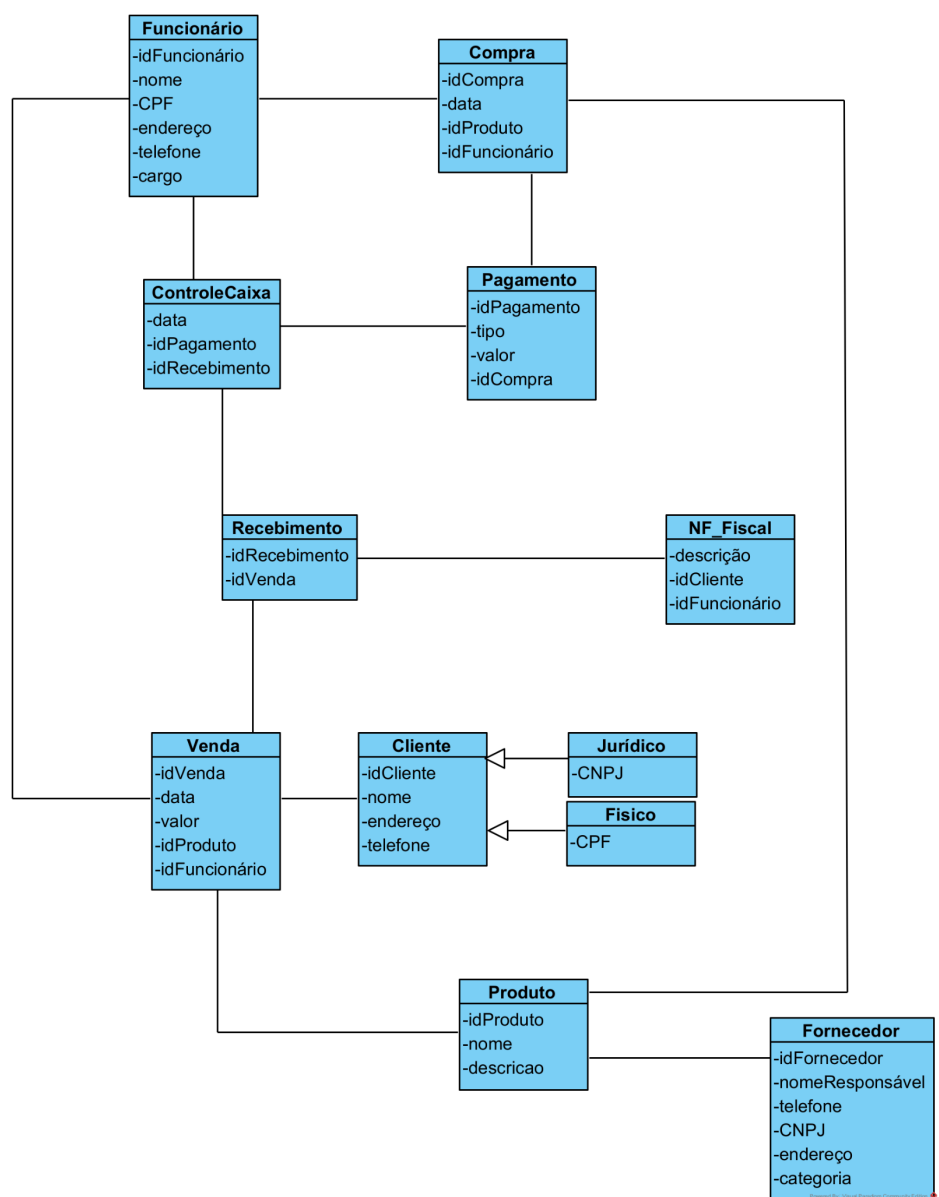 Funcionário
-idFuncionário
-nome
-CPF
-endereço
-telefone
-cargo
Compra
-idCompra
-data
-idProduto
-idFuncionário
ControleCaixa
-data
-idPagamento
-idRecebimento
Pagamento
-idPagamento
-tipo
-valor
-idCompra
Recebimento
-idRecebimento
-idVenda
NF_Fiscal
-descrição
-idCliente
-idFuncionário
Venda
-idVenda
-data
-valor
-idProduto
-idFuncionário
Cliente
-idCliente
-nome
-endereço
-telefone
Jurídico
-CNPJ
Fisico
-CPF
Produto
-idProduto
-nome
-descricao
Fornecedor
-idFornecedor
-nomeResponsável
-telefone
-CNPJ
-endereço
-categoria